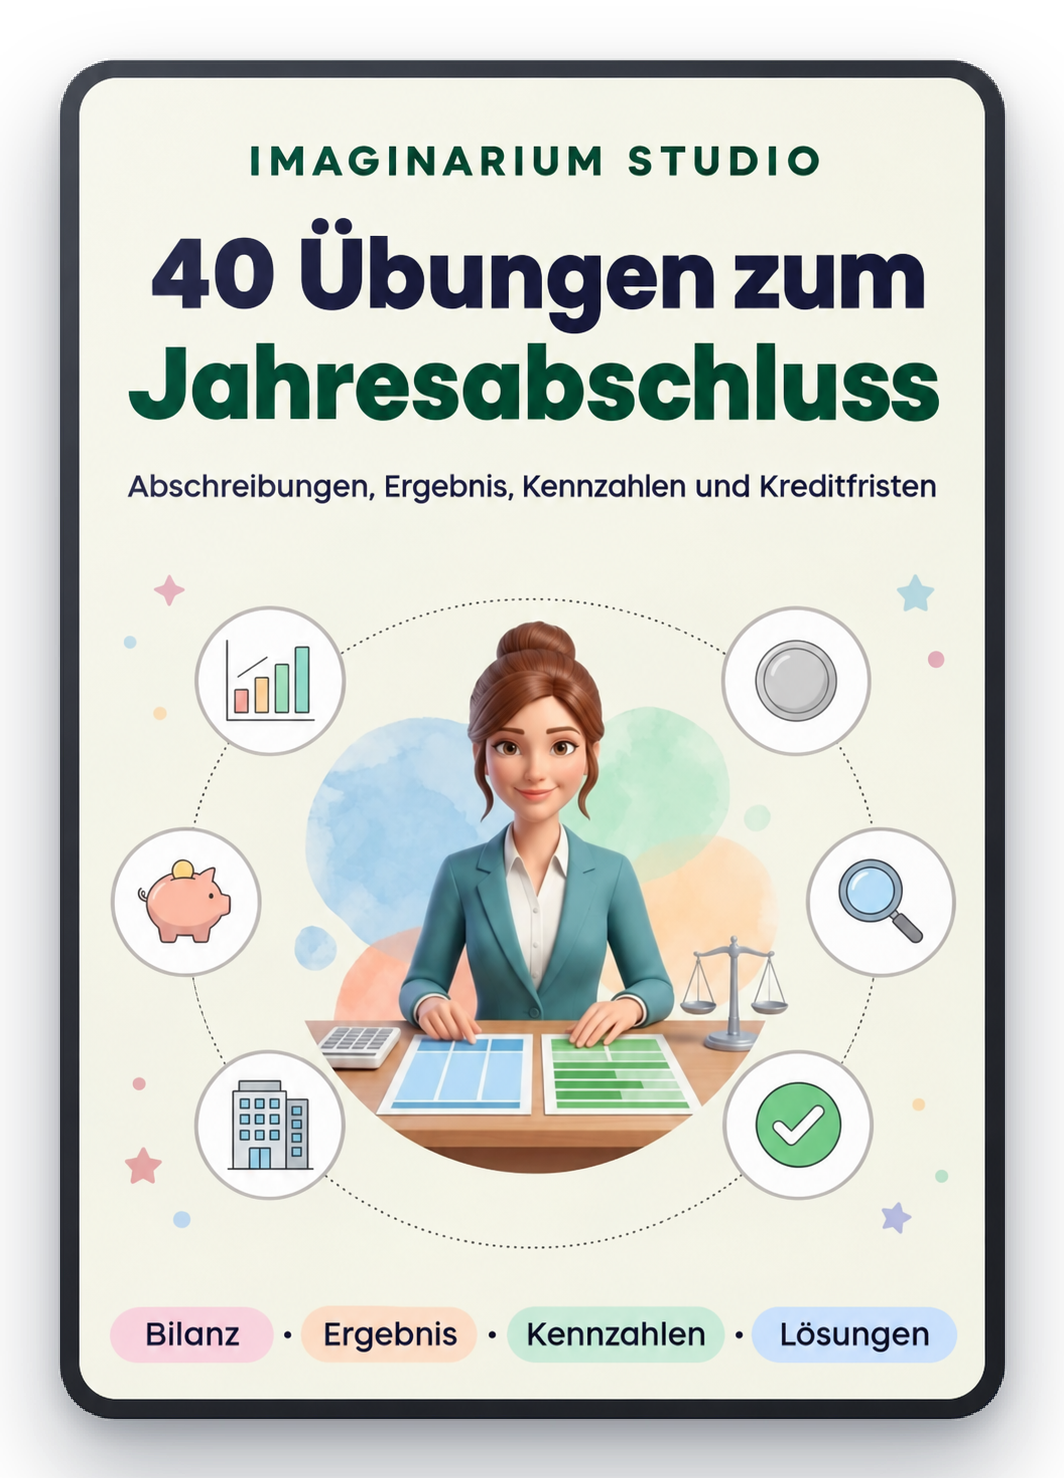 IMAGINARIUM STUDIO
40 Übungen zum
Jahresabschluss
Abschreibungen, Ergebnis, Kennzahlen und Kreditfristen
Bilanz • Ergebnis • Kennzahlen • Lösungen